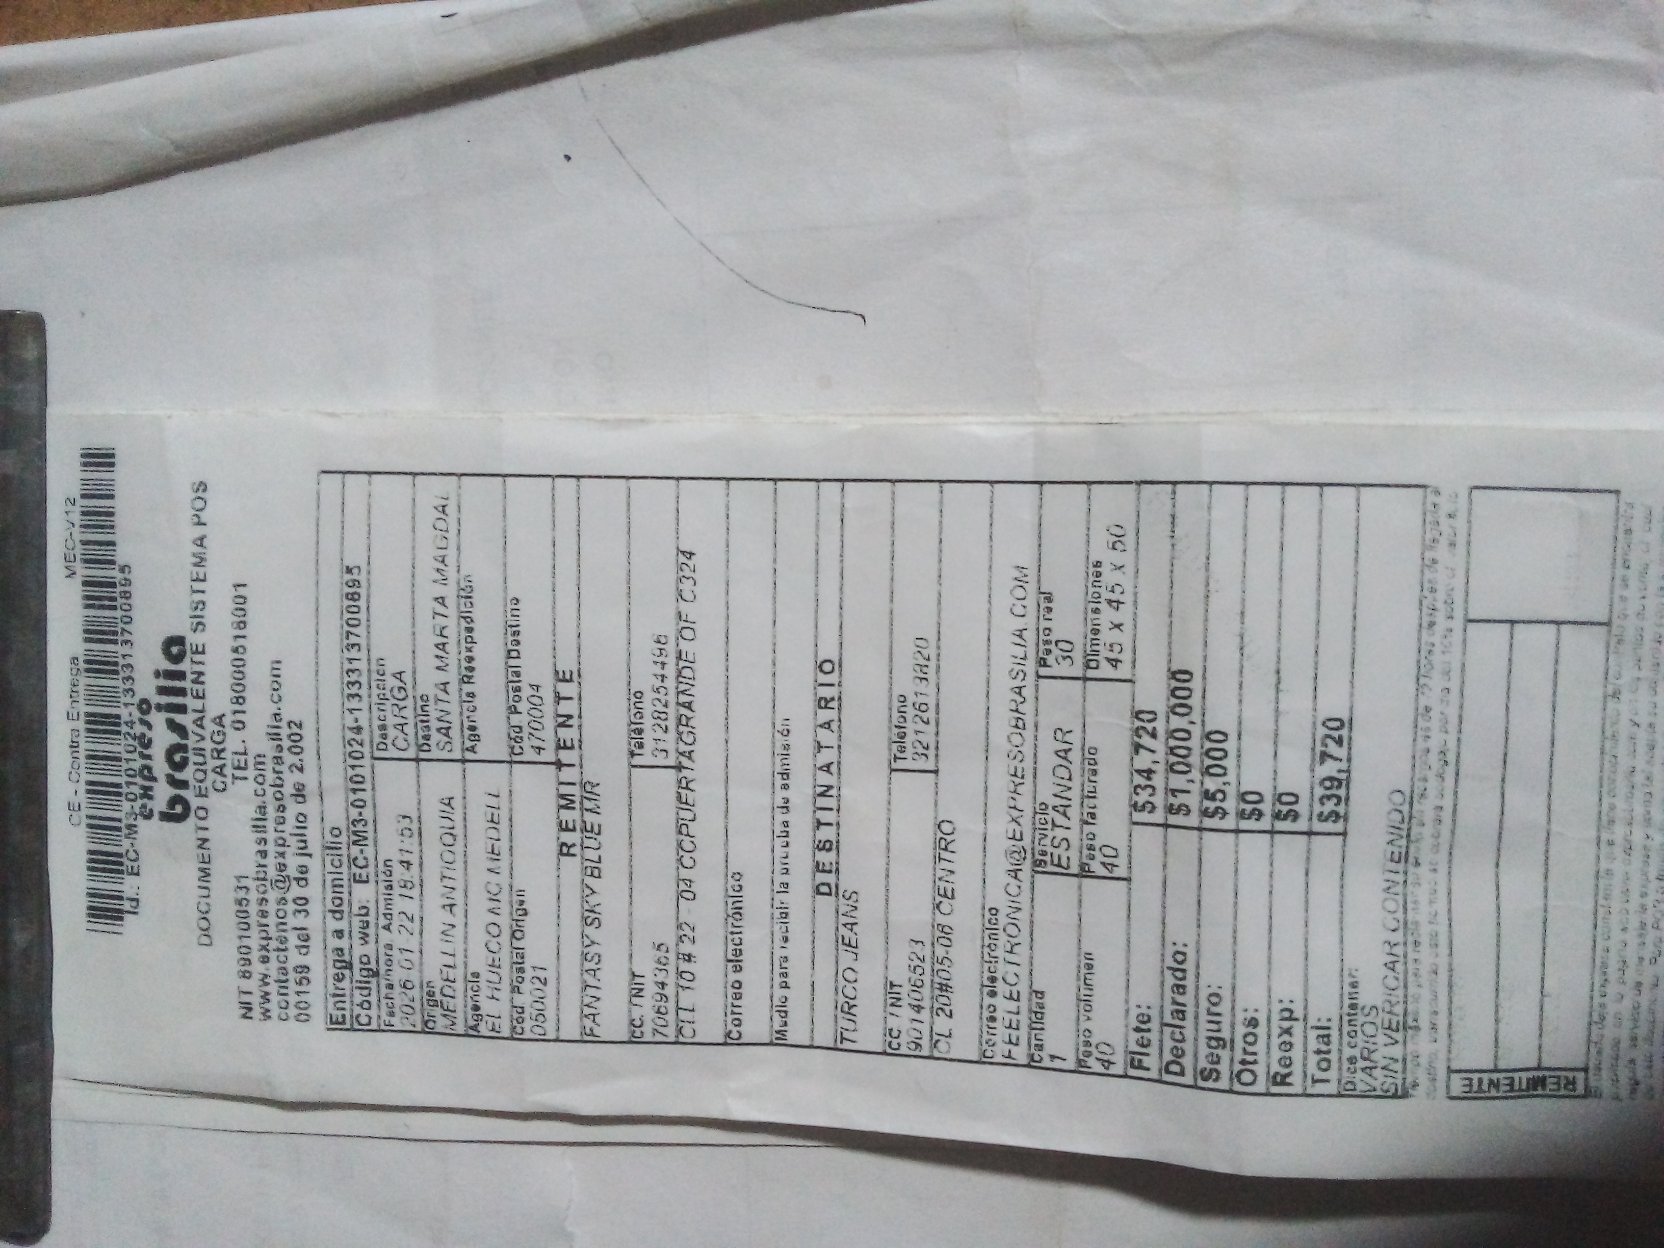 CE - Contra Entrega MEC-V12
Id.: EC-M3-0101024-133313700895
expreso
brasilia
DOCUMENTO EQUIVALENTE SISTEMA POS
CARGA
NIT 890100531 TEL. 018000518001
www.expresobrasilia.com
contactenos@expresobrasilia.com
00159 del 30 de julio de 2.002
Entrega a domicilio
Código web: EC-M3-0101024-133313700895
Fecha/hora Admisión Descripción
2026 01 22 18:41:53 CARGA
Origen Destino
MEDELLIN ANTIOQUIA SANTA MARTA MAGDAL
Agencia Agencia Reexpedición
EL HUECO NC MEDELL
Cód Postal Origen Cód Postal Destino
050021 470004
REMITENTE
FANTASY SKY BLUE MR
CC. / NIT Teléfono
70694365 3128254496
CLL 10 # 22 - 04 CCPUERTAGRANDE OF C324
Correo electrónico
Medio para recibir la prueba de admisión
DESTINATARIO
TURCO JEANS
CC / NIT Teléfono
901406523 3212613820
CL 20#05-06 CENTRO
Correo electrónico
FEELECTRONICA@EXPRESOBRASILIA.COM
Cantidad Servicio Peso real
1 ESTANDAR 30
Peso volumen Peso facturado Dimensiones
40 40 45 x 45 x 50
Flete: $34,720
Declarado: $1,000,000
Seguro: $5,000
Otros: $0
Reexp: $0
Total: $39,720
Dice contener:
VARIOS
SIN VERICAR CONTENIDO
REMITENTE